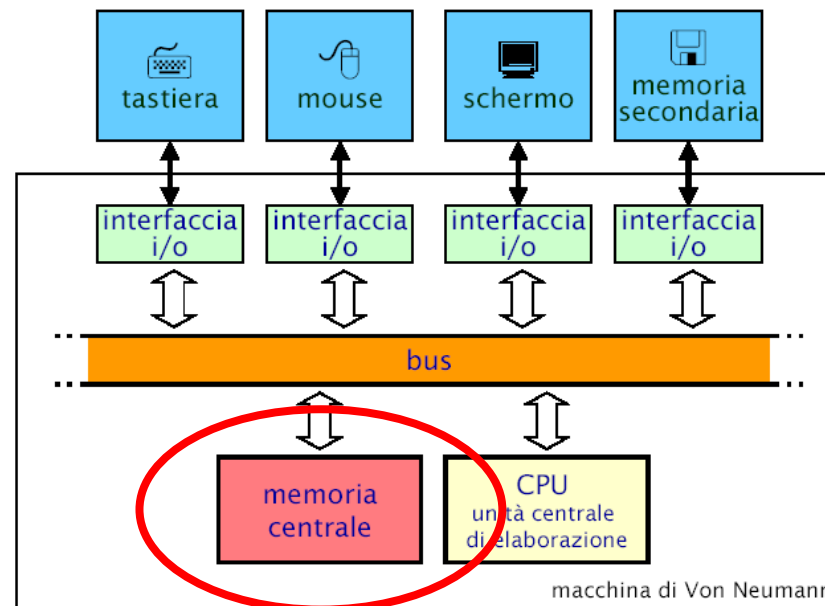 tastiera
mouse
schermo
memoria
secondaria
interfaccia
i/o
interfaccia
i/o
interfaccia
i/o
interfaccia
i/o
bus
memoria
centrale
CPU
unità centrale
di elaborazione
macchina di Von Neumann